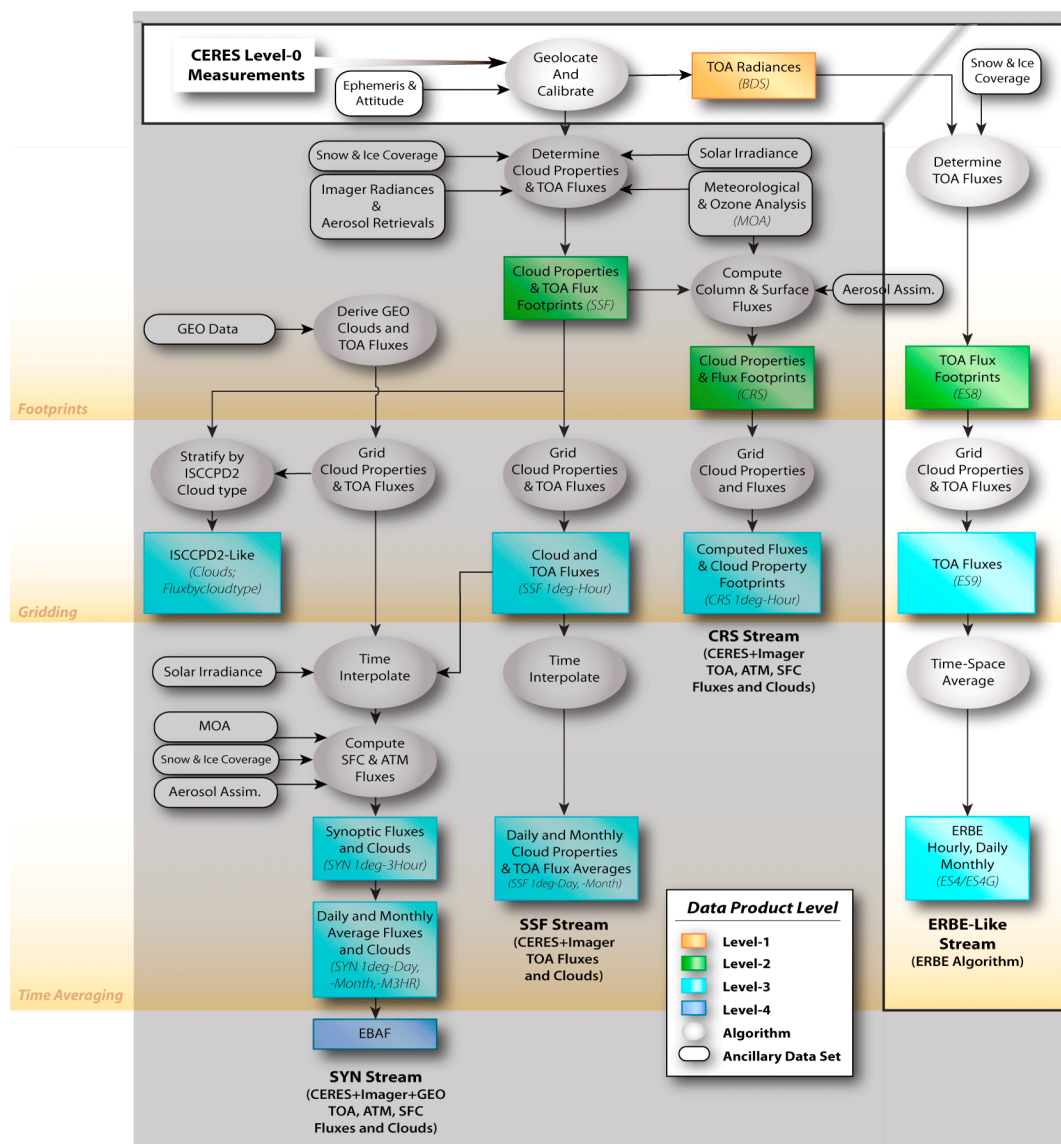 CERES Level-0
Measurements
Ephemeris &
Attitude
Geolocate
And
Calibrate
TOA Radiances
(BDS)
Snow & Ice
Coverage
Snow & Ice Coverage
Imager Radiances
&
Aerosol Retrievals
Determine
Cloud Properties
& TOA Fluxes
Solar Irradiance
Meteorological
& Ozone Analysis
(MOA)
Determine
TOA Fluxes
Cloud Properties
& TOA Flux
Footprints (SSF)
Compute
Column & Surface
Fluxes
Aerosol Assim.
GEO Data
Derive GEO
Clouds and
TOA Fluxes
Cloud Properties
& Flux Footprints
(CRS)
TOA Flux
Footprints
(ES8)
Footprints
Stratify by
ISCCPD2
Cloud type
Grid
Cloud Properties
& TOA Fluxes
Grid
Cloud Properties
& TOA Fluxes
Grid
Cloud Properties
and Fluxes
Grid
Cloud Properties
& TOA Fluxes
ISCCPD2-Like
(Clouds;
Fluxbycloudtype)
Cloud and
TOA Fluxes
(SSF 1deg-Hour)
Computed Fluxes
& Cloud Property
Footprints
(CRS 1deg-Hour)
TOA Fluxes
(ES9)
Gridding
CRS Stream
(CERES+Imager
TOA, ATM, SFC
Fluxes and Clouds)
Solar Irradiance
Time
Interpolate
Time
Interpolate
Time-Space
Average
MOA
Snow & Ice Coverage
Aerosol Assim.
Compute
SFC & ATM
Fluxes
Synoptic Fluxes
and Clouds
(SYN 1deg-3Hour)
Daily and Monthly
Cloud Properties
& TOA Flux Averages
(SSF 1deg-Day, -Month)
ERBE
Hourly, Daily
Monthly
(ES4/ES4G)
Daily and Monthly
Average Fluxes
and Clouds
(SYN 1deg-Day,
-Month,-M3HR)
SSF Stream
(CERES+Imager
TOA Fluxes
and Clouds)
ERBE-Like
Stream
(ERBE Algorithm)
Time Averaging
EBAF
SYN Stream
(CERES+Imager+GEO
TOA, ATM, SFC
Fluxes and Clouds)
Data Product Level
Level-1
Level-2
Level-3
Level-4
Algorithm
Ancillary Data Set